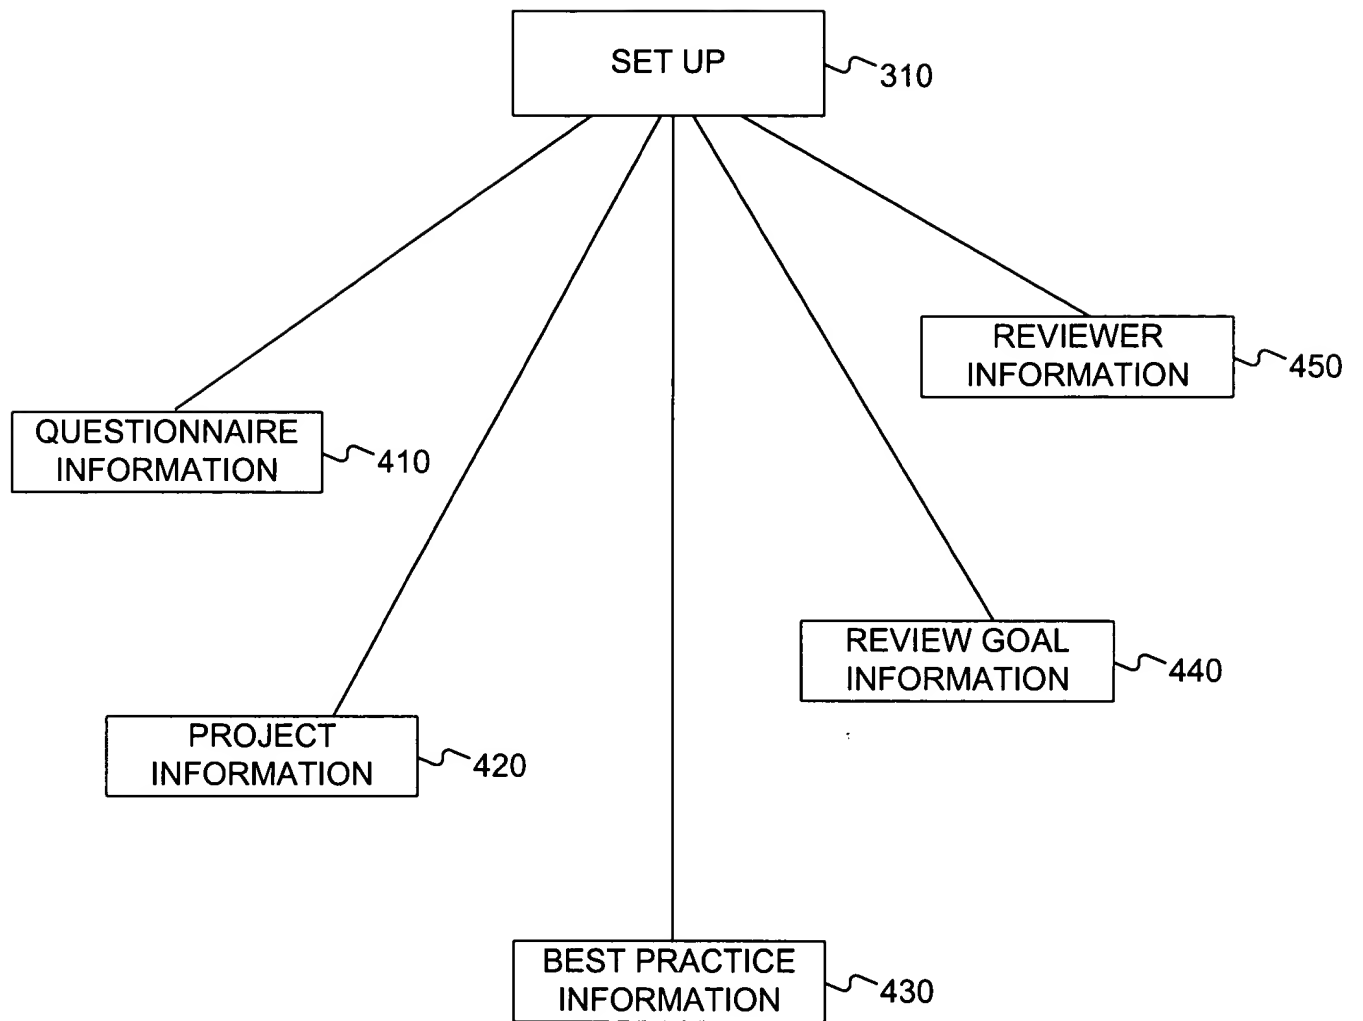 SET UP
310
REVIEWER
INFORMATION
450
QUESTIONNAIRE
INFORMATION
410
REVIEW GOAL
INFORMATION
440
PROJECT
INFORMATION
420
BEST PRACTICE
INFORMATION
430